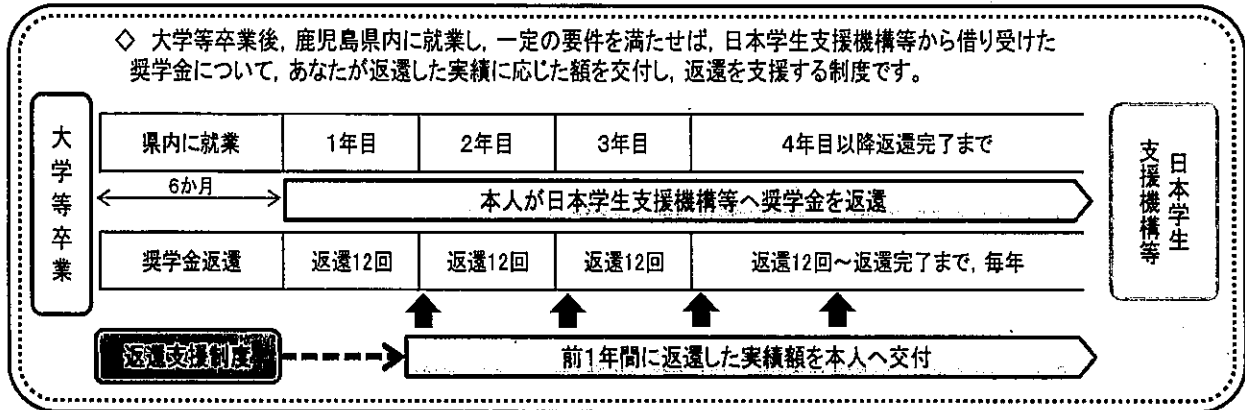 ◇ 大学等卒業後，鹿児島県内に就業し，一定の要件を満たせば，日本学生支援機構等から借り受けた
奨学金について，あなたが返還した実績に応じた額を交付し，返還を支援する制度です。
大学等卒業
県内に就業 1年目 2年目 3年目 4年目以降返還完了まで
6か月
本人が日本学生支援機構等へ奨学金を返還
奨学金返還 返還12回 返還12回 返還12回 返還12回～返還完了まで，毎年
返還支援制度
前1年間に返還した実績額を本人へ交付
日本学生
支援機構等